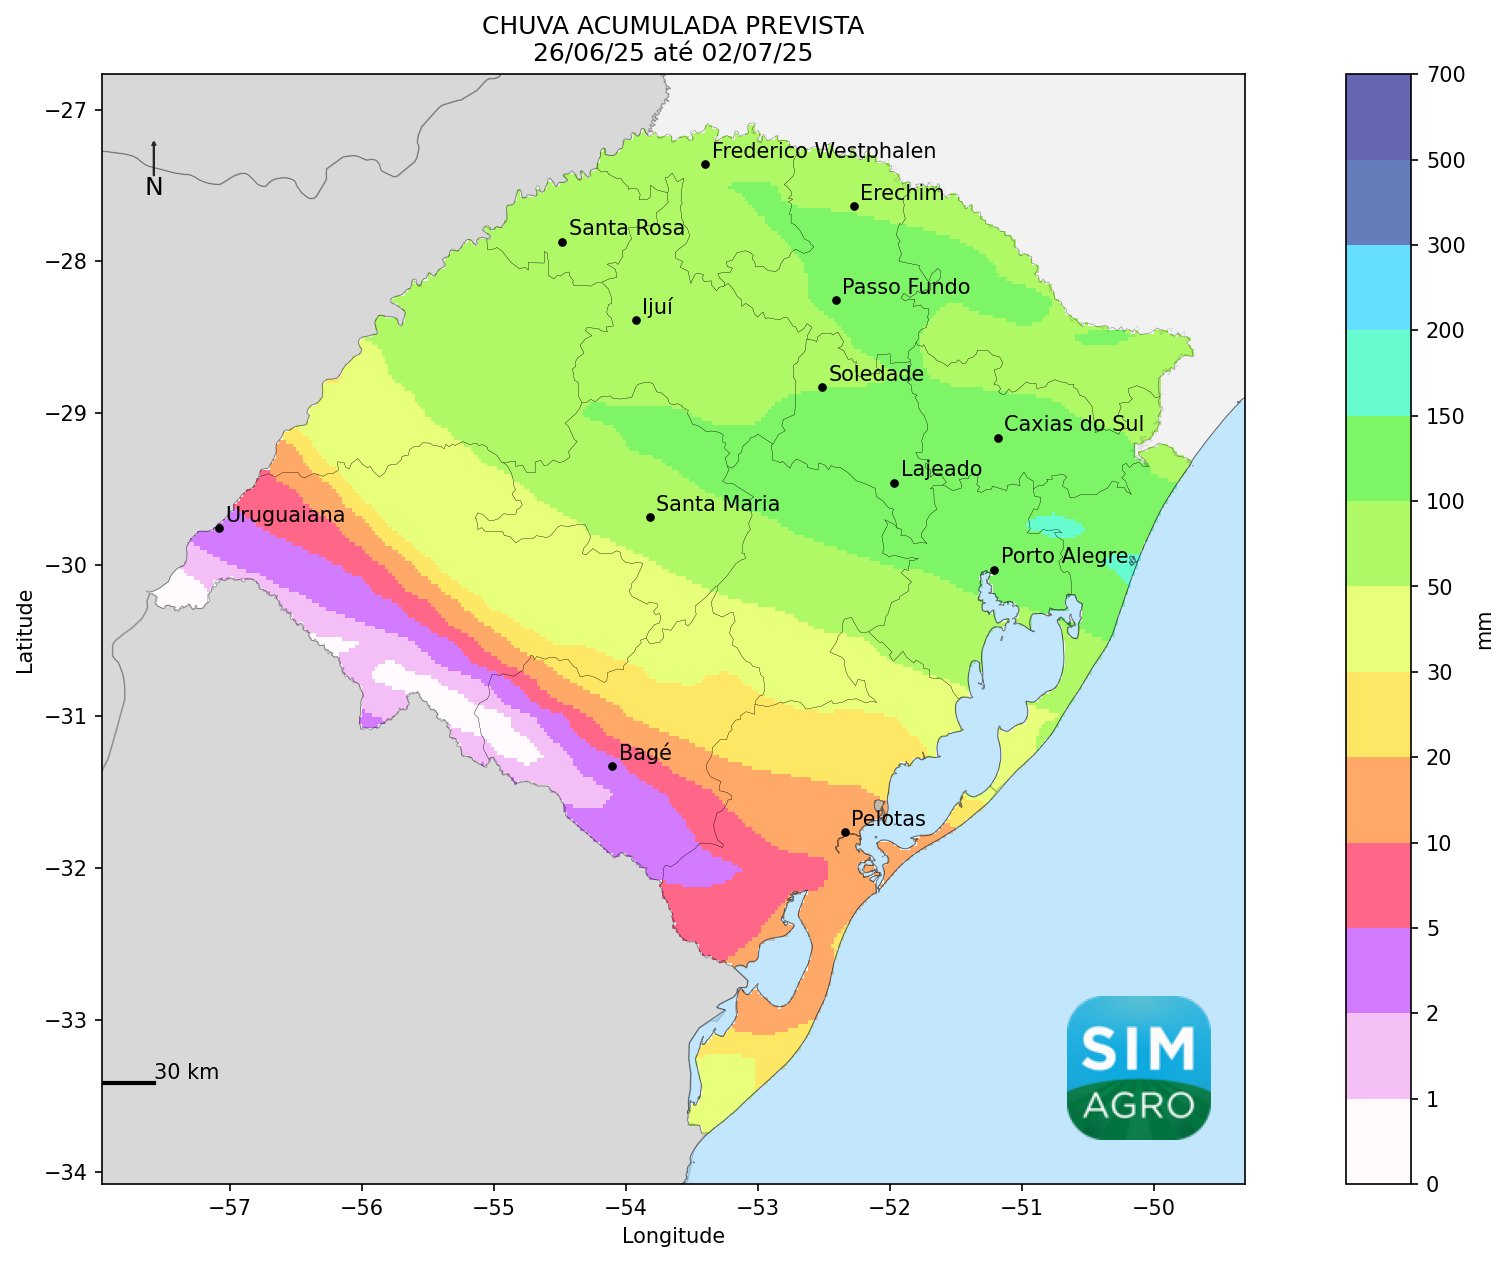 CHUVA ACUMULADA PREVISTA
26/06/25 até 02/07/25
−27
−28
−29
−30
−31
−32
−33
−34
Latitude
N
Frederico Westphalen
Erechim
Santa Rosa
Passo Fundo
Ijuí
Soledade
Caxias do Sul
Lajeado
Santa Maria
Uruguaiana
Porto Alegre
Bagé
Pelotas
30 km
SIM
AGRO
−57
−56
−55
−54
−53
−52
−51
−50
Longitude
700
500
300
200
150
100
50
30
20
10
5
2
1
0
mm